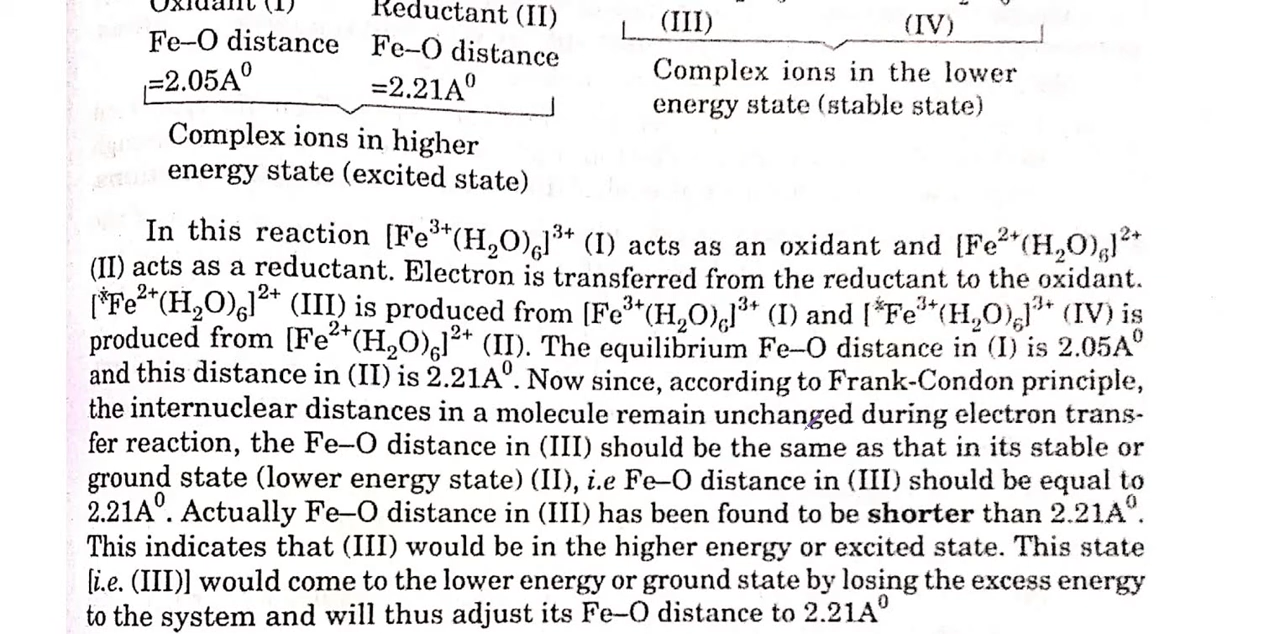 Oxidant (I) Reductant (II) (III) (IV)
Fe–O distance Fe–O distance
=2.05A⁰ =2.21A⁰
Complex ions in the lower
energy state (stable state)
Complex ions in higher
energy state (excited state)
In this reaction [Fe³⁺(H₂O)₆]³⁺ (I) acts as an oxidant and [Fe²⁺(H₂O)₆]²⁺
(II) acts as a reductant. Electron is transferred from the reductant to the oxidant.
[*Fe²⁺(H₂O)₆]²⁺ (III) is produced from [Fe³⁺(H₂O)₆]³⁺ (I) and [*Fe³⁺(H₂O)₆]³⁺ (IV) is
produced from [Fe²⁺(H₂O)₆]²⁺ (II). The equilibrium Fe–O distance in (I) is 2.05A⁰
and this distance in (II) is 2.21A⁰. Now since, according to Frank-Condon principle,
the internuclear distances in a molecule remain unchanged during electron trans-
fer reaction, the Fe–O distance in (III) should be the same as that in its stable or
ground state (lower energy state) (II), i.e Fe–O distance in (III) should be equal to
2.21A⁰. Actually Fe–O distance in (III) has been found to be shorter than 2.21A⁰.
This indicates that (III) would be in the higher energy or excited state. This state
[i.e. (III)] would come to the lower energy or ground state by losing the excess energy
to the system and will thus adjust its Fe–O distance to 2.21A⁰